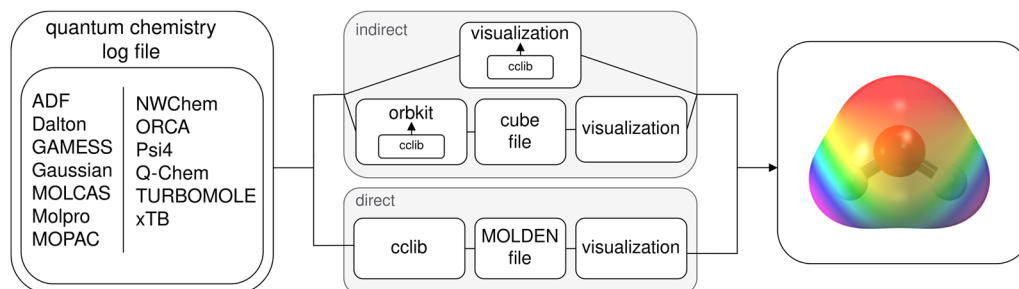 quantum chemistry
log file
ADF
Dalton
GAMESS
Gaussian
MOLCAS
Molpro
MOPAC
NWChem
ORCA
Psi4
Q-Chem
TURBOMOLE
xTB
indirect
visualization
cclib
orbkit
cclib
cube
file
visualization
direct
cclib
MOLDEN
file
visualization